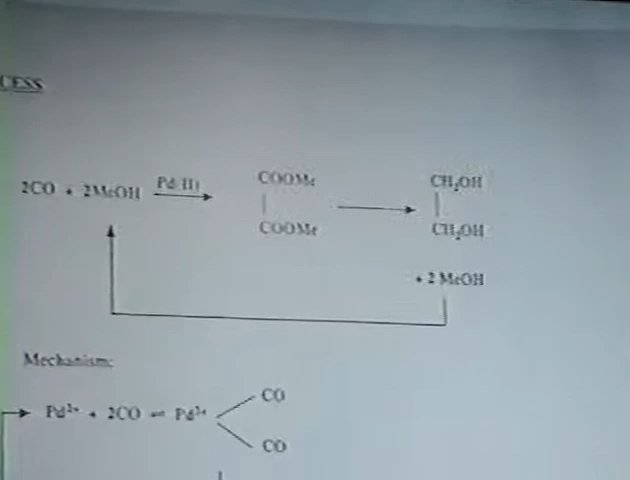 CESS
2CO + 2MeOH Pd(II) COOMe CH₂OH
COOMe CH₂OH
+ 2 MeOH
Mechanism:
Pd²⁺ + 2CO ⇌ Pd²⁺ CO
CO